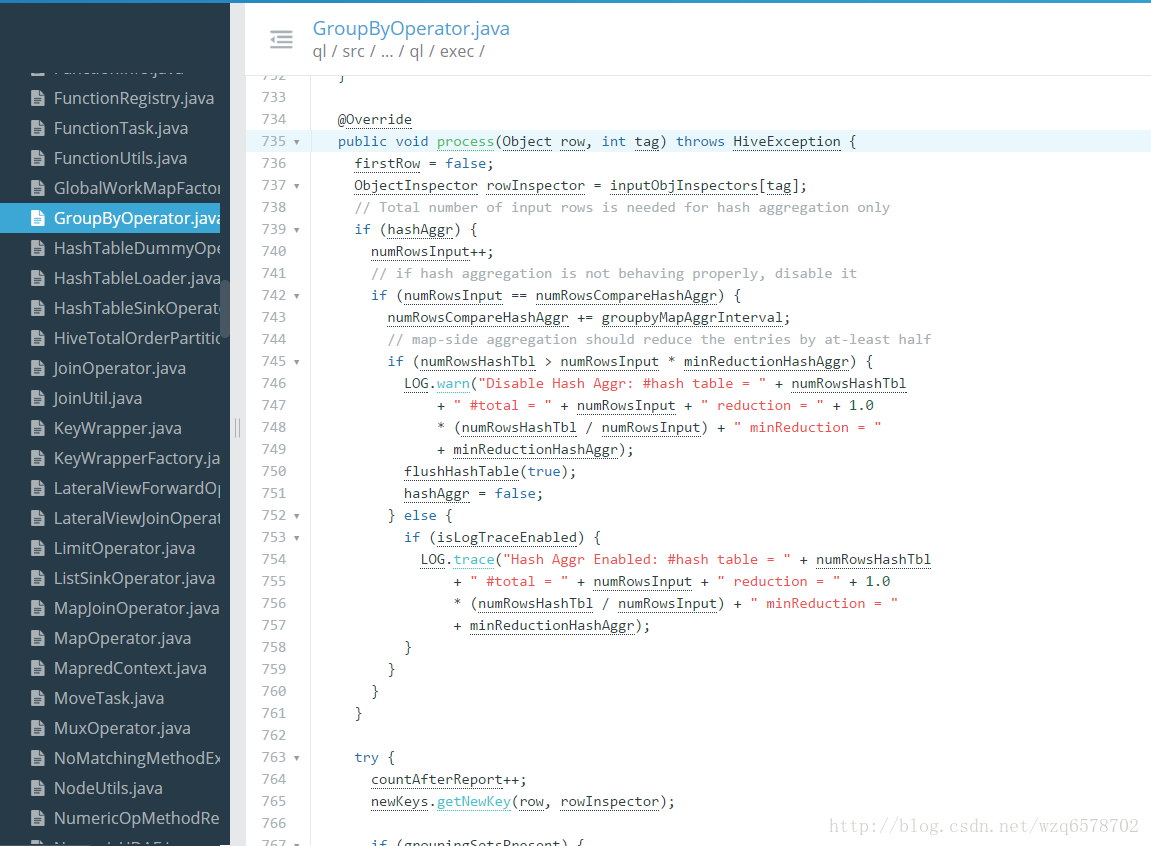 GroupByOperator.java
ql / src / ... / ql / exec /
FunctionRegistry.java
FunctionTask.java
FunctionUtils.java
GlobalWorkMapFactor
GroupByOperator.java
HashTableDummyOpe
HashTableLoader.java
HashTableSinkOperat
HiveTotalOrderPartitic
JoinOperator.java
JoinUtil.java
KeyWrapper.java
KeyWrapperFactory.ja
LateralViewForwardOp
LateralViewJoinOperat
LimitOperator.java
ListSinkOperator.java
MapJoinOperator.java
MapOperator.java
MapredContext.java
MoveTask.java
MuxOperator.java
NoMatchingMethodEx
NodeUtils.java
NumericOpMethodRe
732 }
733
734 @Override
735 public void process(Object row, int tag) throws HiveException {
736 firstRow = false;
737 ObjectInspector rowInspector = inputObjInspectors[tag];
738 // Total number of input rows is needed for hash aggregation only
739 if (hashAggr) {
740 numRowsInput++;
741 // if hash aggregation is not behaving properly, disable it
742 if (numRowsInput == numRowsCompareHashAggr) {
743 numRowsCompareHashAggr += groupbyMapAggrInterval;
744 // map-side aggregation should reduce the entries by at-least half
745 if (numRowsHashTbl > numRowsInput * minReductionHashAggr) {
746 LOG.warn("Disable Hash Aggr: #hash table = " + numRowsHashTbl
747 + " #total = " + numRowsInput + " reduction = " + 1.0
748 * (numRowsHashTbl / numRowsInput) + " minReduction = "
749 + minReductionHashAggr);
750 flushHashTable(true);
751 hashAggr = false;
752 } else {
753 if (isLogTraceEnabled) {
754 LOG.trace("Hash Aggr Enabled: #hash table = " + numRowsHashTbl
755 + " #total = " + numRowsInput + " reduction = " + 1.0
756 * (numRowsHashTbl / numRowsInput) + " minReduction = "
757 + minReductionHashAggr);
758 }
759 }
760 }
761 }
762
763 try {
764 countAfterReport++;
765 newKeys.getNewKey(row, rowInspector);
766
767 if (groupingSetsPresent) {
http://blog.csdn.net/wzq6578702